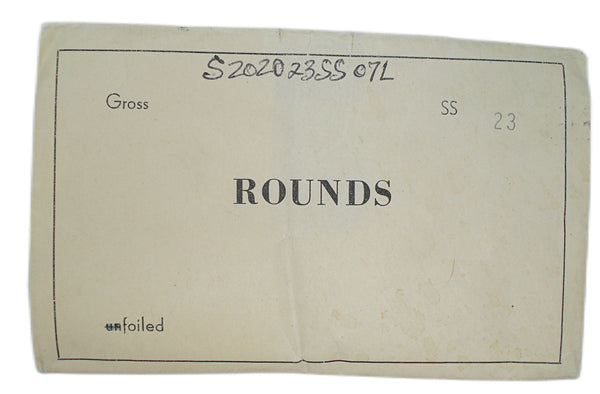 S202023SS07L
Gross SS 23
ROUNDS
unfoiled